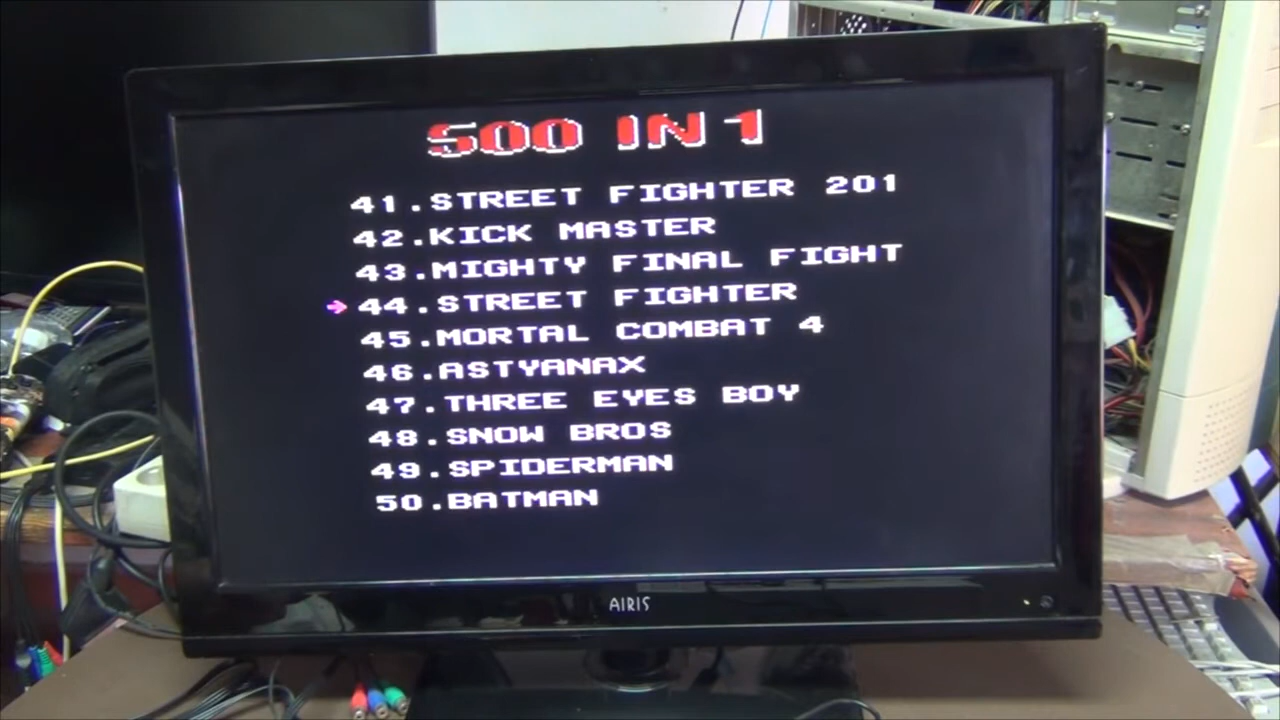 500 IN 1
41.STREET FIGHTER 201
42.KICK MASTER
43.MIGHTY FINAL FIGHT
44.STREET FIGHTER
45.MORTAL COMBAT 4
46.ASTYANAX
47.THREE EYES BOY
48.SNOW BROS
49.SPIDERMAN
50.BATMAN
AIRIS